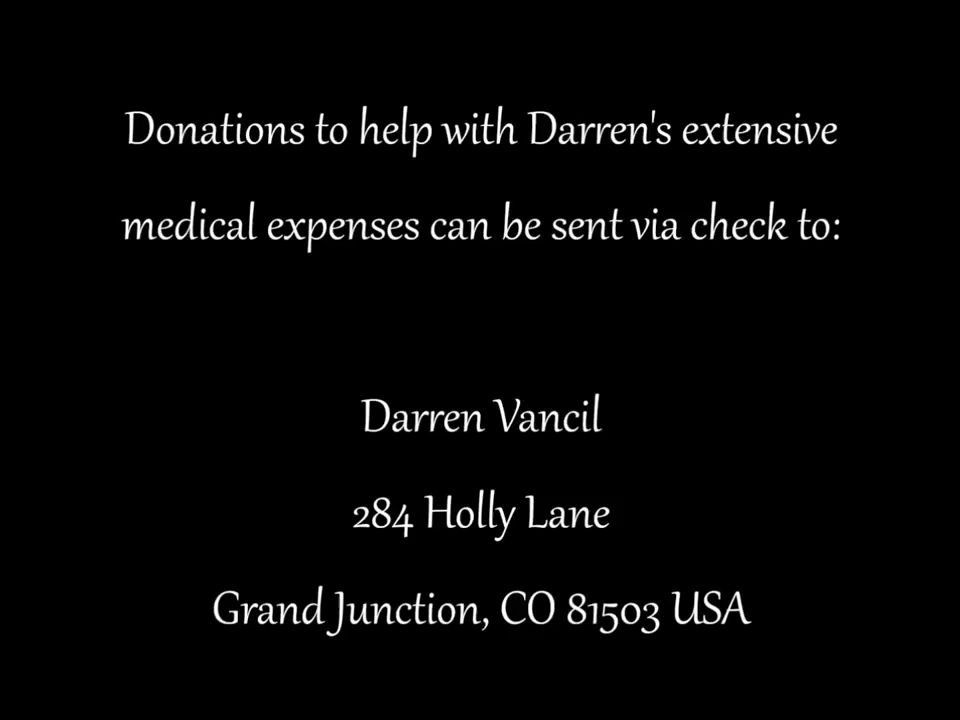 Donations to help with Darren's extensive
medical expenses can be sent via check to:
Darren Vancil
284 Holly Lane
Grand Junction, CO 81503 USA